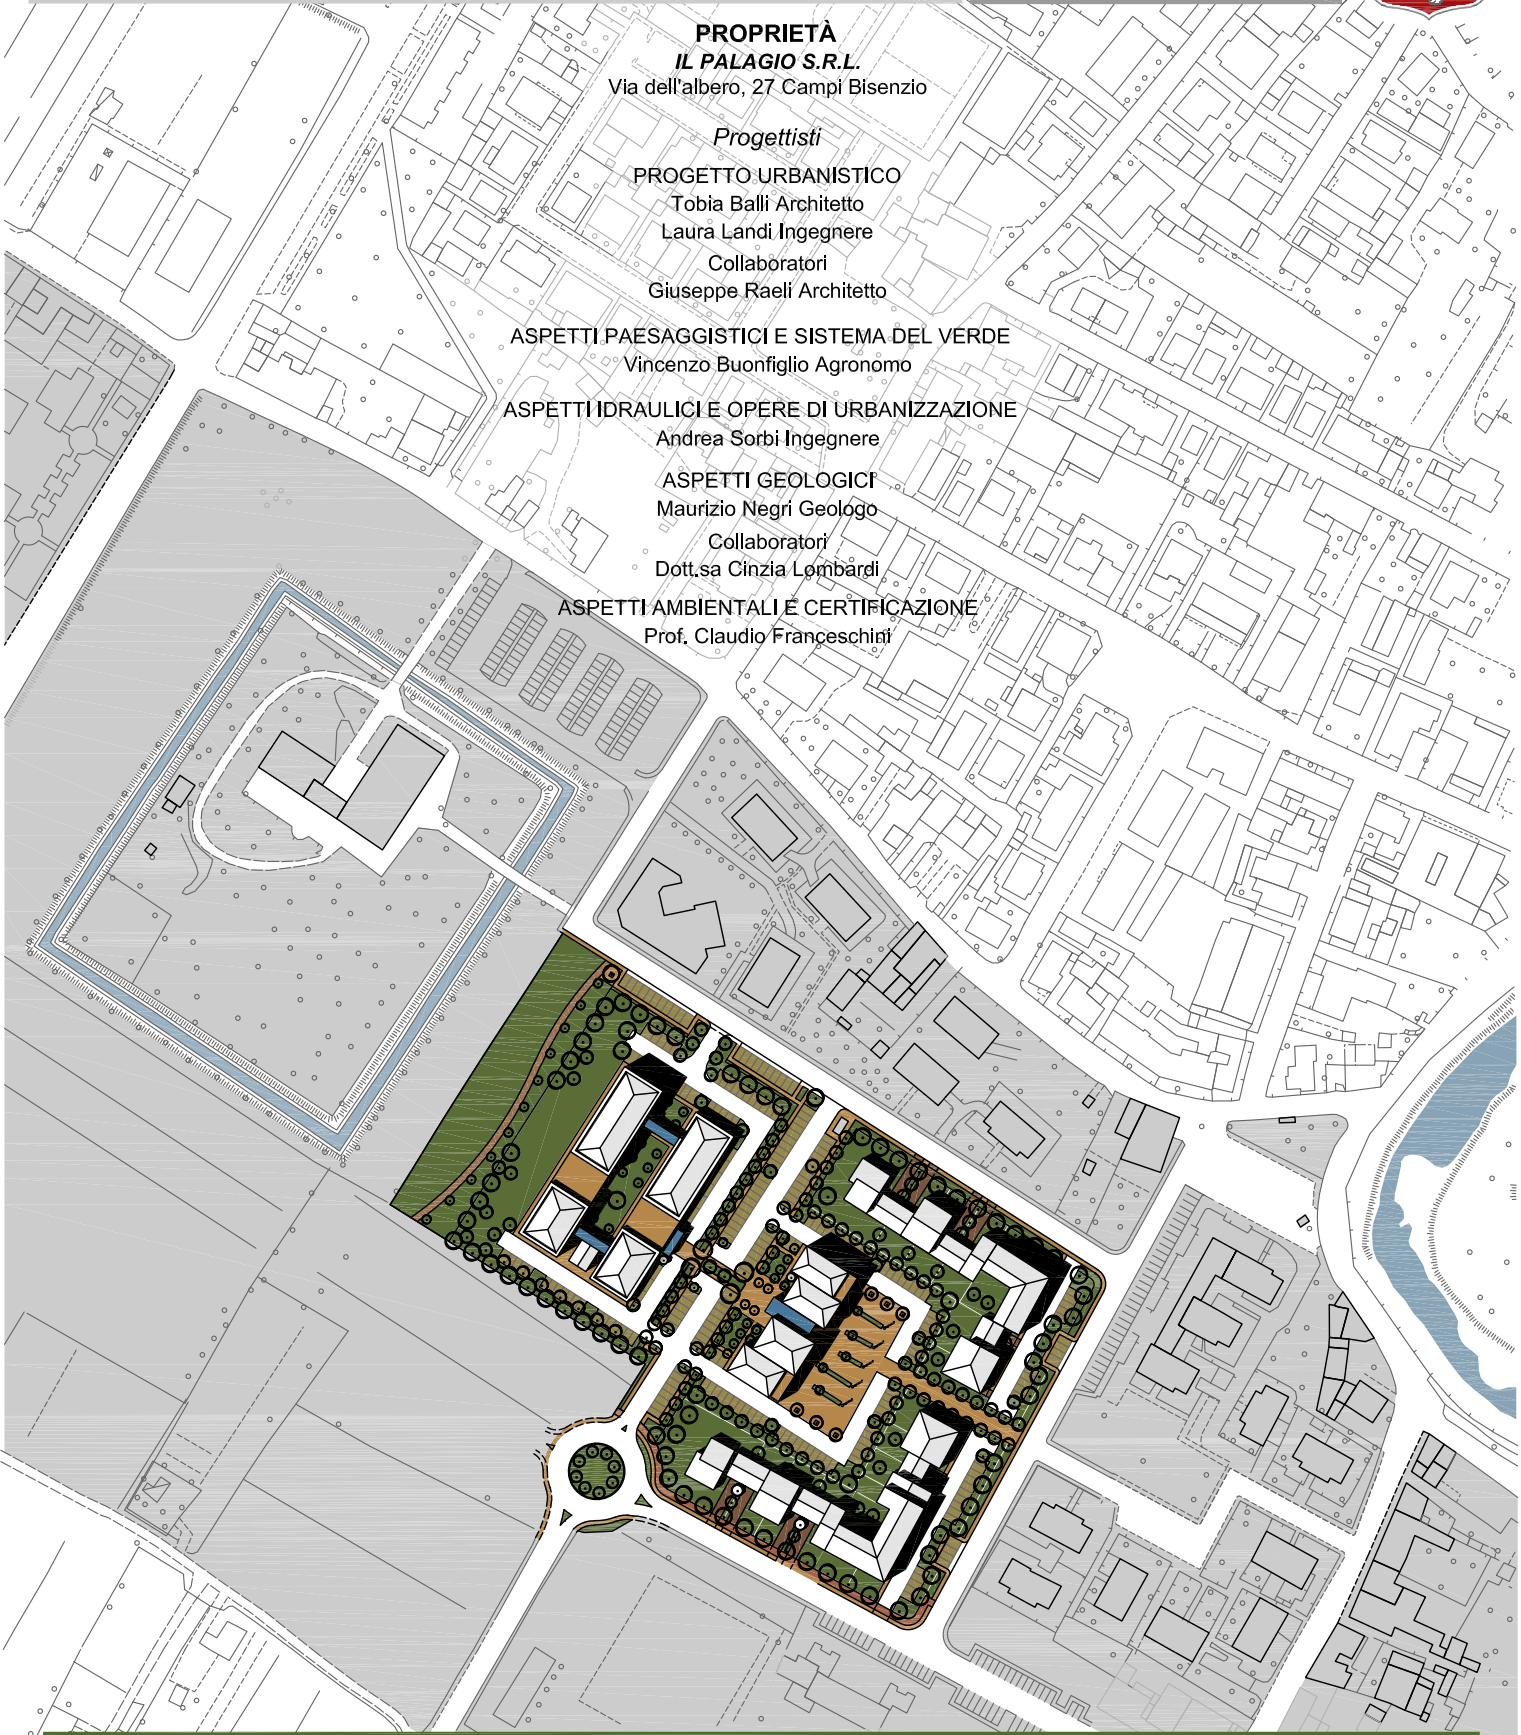 PROPRIETÀ
IL PALAGIO S.R.L.
Via dell'albero, 27 Campi Bisenzio
Progettisti
PROGETTO URBANISTICO
Tobia Balli Architetto
Laura Landi Ingegnere
Collaboratori
Giuseppe Raeli Architetto
ASPETTI PAESAGGISTICI E SISTEMA DEL VERDE
Vincenzo Buonfiglio Agronomo
ASPETTI IDRAULICI E OPERE DI URBANIZZAZIONE
Andrea Sorbi Ingegnere
ASPETTI GEOLOGICI
Maurizio Negri Geologo
Collaboratori
Dott.sa Cinzia Lombardi
ASPETTI AMBIENTALI E CERTIFICAZIONE
Prof. Claudio Franceschini